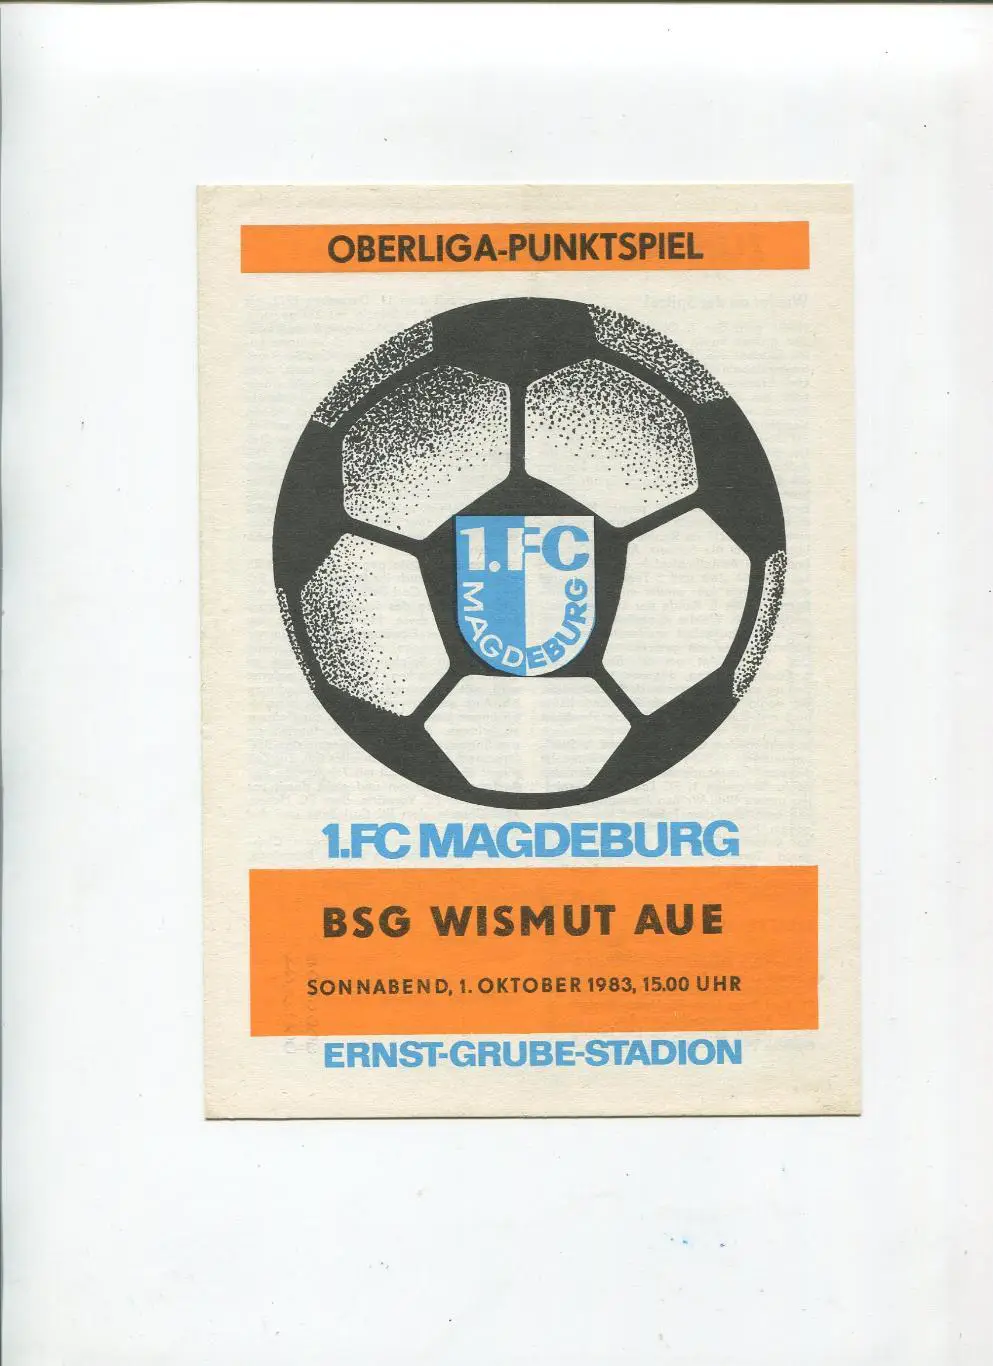 OBERLIGA-PUNKTSPIEL
1.FC
MAGDEBURG
1.FC MAGDEBURG
BSG WISMUT AUE
SONNABEND, 1. OKTOBER 1983, 15.00 UHR
ERNST-GRUBE-STADION